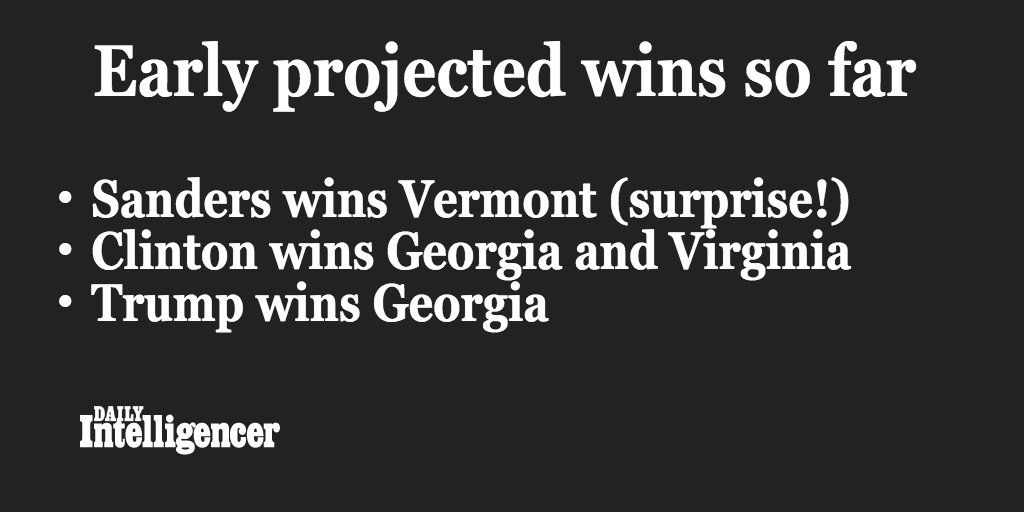 Early projected wins so far
• Sanders wins Vermont (surprise!)
• Clinton wins Georgia and Virginia
• Trump wins Georgia
DAILY
Intelligencer